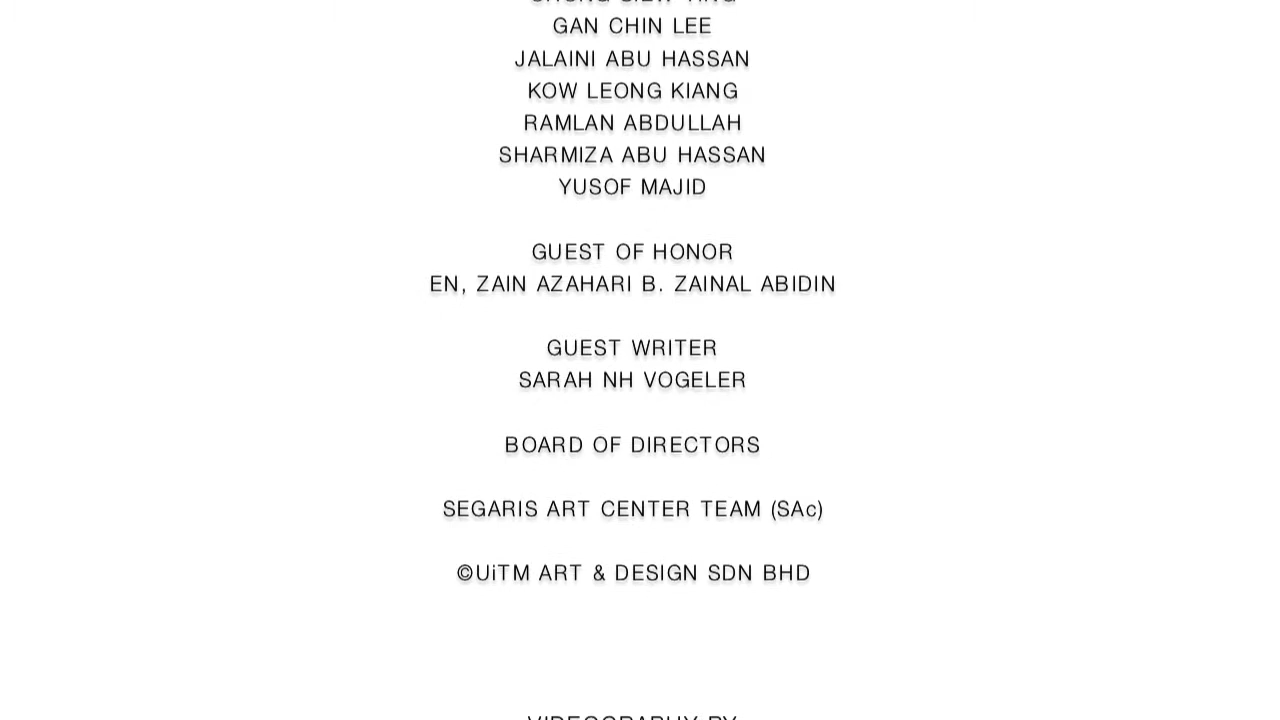 GAN CHIN LEE
JALAINI ABU HASSAN
KOW LEONG KIANG
RAMLAN ABDULLAH
SHARMIZA ABU HASSAN
YUSOF MAJID
GUEST OF HONOR
EN, ZAIN AZAHARI B. ZAINAL ABIDIN
GUEST WRITER
SARAH NH VOGELER
BOARD OF DIRECTORS
SEGARIS ART CENTER TEAM (SAc)
©UiTM ART & DESIGN SDN BHD
VIDEOGRAPHY BY